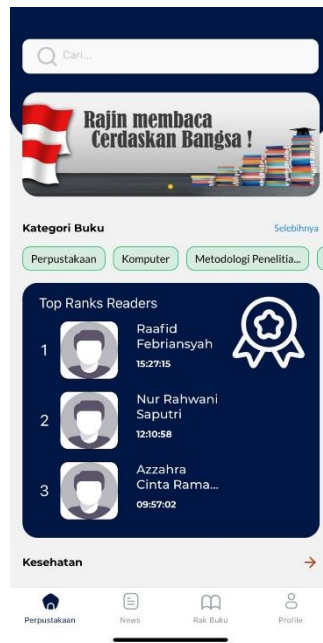 Cari...
Rajin membaca
Cerdaskan Bangsa !
Kategori Buku
Selebihnya
Perpustakaan
Komputer
Metodologi Penelitia...
Top Ranks Readers
1
Raafid
Febriansyah
15:27:15
2
Nur Rahwani
Saputri
12:10:58
3
Azzahra
Cinta Rama...
09:57:02
Kesehatan
Perpustakaan
News
Rak Buku
Profile